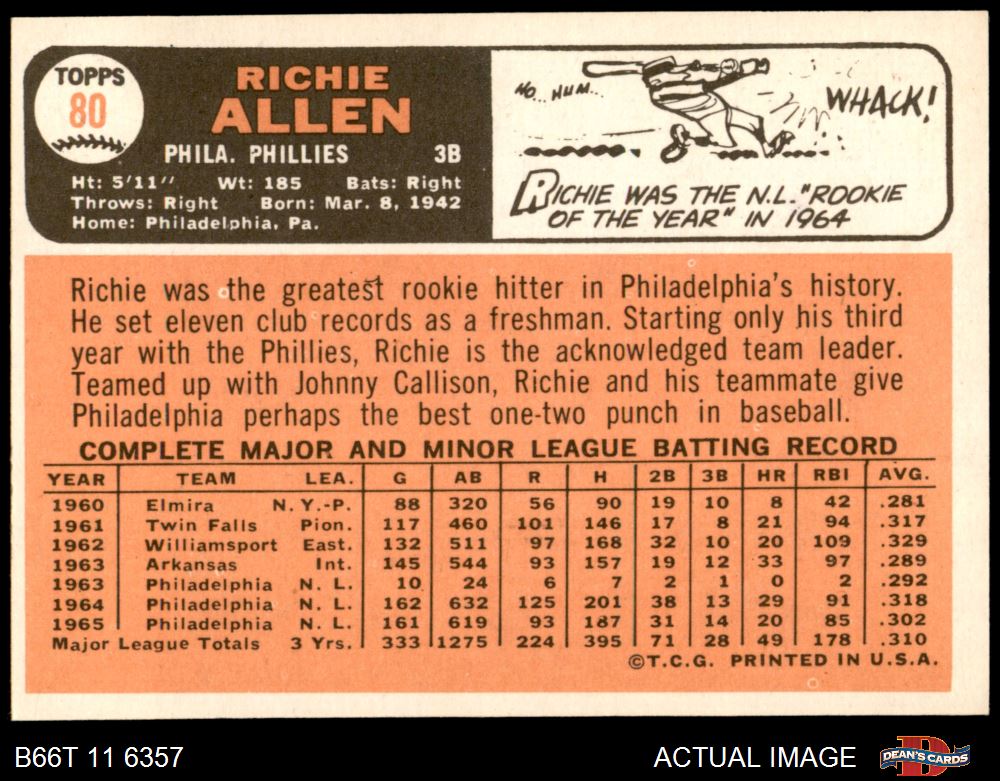 TOPPS
80
RICHIE
ALLEN
PHILA. PHILLIES 3B
Ht: 5'11" Wt: 185 Bats: Right
Throws: Right Born: Mar. 8, 1942
Home: Philadelphia, Pa.
HO.. HUM...
WHACK!
RICHIE WAS THE N.L. "ROOKIE
OF THE YEAR" IN 1964
Richie was the greatest rookie hitter in Philadelphia's history.
He set eleven club records as a freshman. Starting only his third
year with the Phillies, Richie is the acknowledged team leader.
Teamed up with Johnny Callison, Richie and his teammate give
Philadelphia perhaps the best one-two punch in baseball.
COMPLETE MAJOR AND MINOR LEAGUE BATTING RECORD
YEAR TEAM LEA. G AB R H 2B 3B HR RBI AVG.
1960 Elmira N.Y.-P. 88 320 56 90 19 10 8 42 .281
1961 Twin Falls Pion. 117 460 101 146 17 8 21 94 .317
1962 Williamsport East. 132 511 97 168 32 10 20 109 .329
1963 Arkansas Int. 145 544 93 157 19 12 33 97 .289
1963 Philadelphia N. L. 10 24 6 7 2 1 0 2 .292
1964 Philadelphia N. L. 162 632 125 201 38 13 29 91 .318
1965 Philadelphia N. L. 161 619 93 187 31 14 20 85 .302
Major League Totals 3 Yrs. 333 1275 224 395 71 28 49 178 .310
©T.C.G. PRINTED IN U.S.A.
B66T 11 6357 ACTUAL IMAGE
D
DEAN'S CARDS